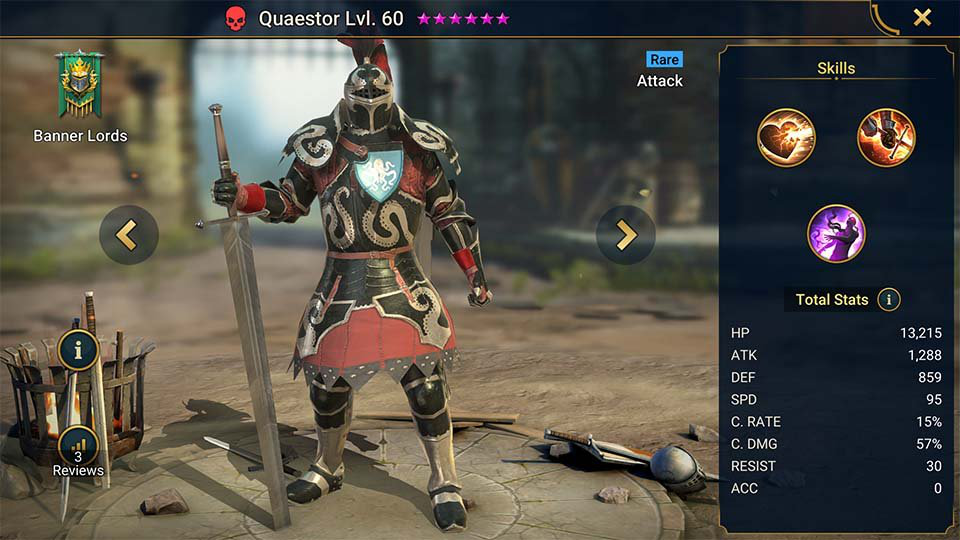 Quaestor Lvl. 60
Banner Lords
Rare
Attack
Skills
Total Stats
HP 13,215
ATK 1,288
DEF 859
SPD 95
C. RATE 15%
C. DMG 57%
RESIST 30
ACC 0
3
Reviews